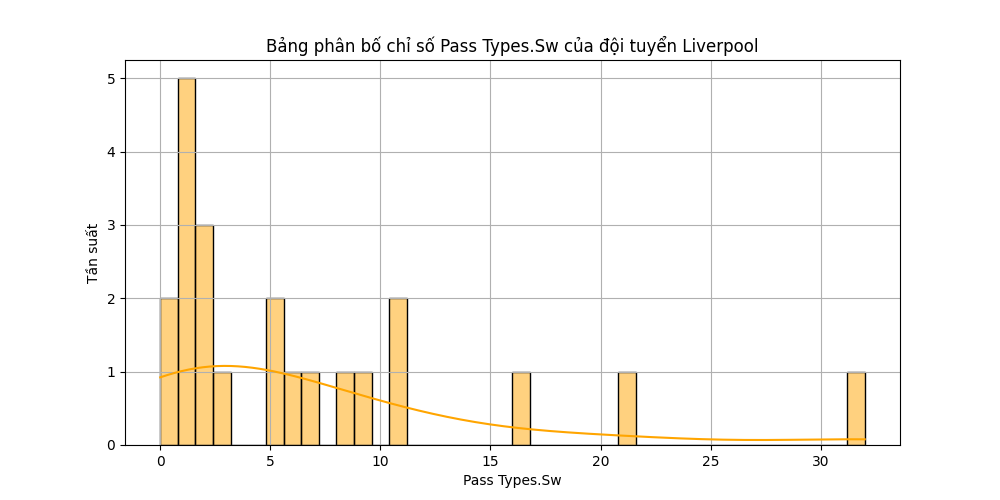 Bảng phân bố chỉ số Pass Types.Sw của đội tuyển Liverpool
Tần suất
5
4
3
2
1
0
0 5 10 15 20 25 30
Pass Types.Sw